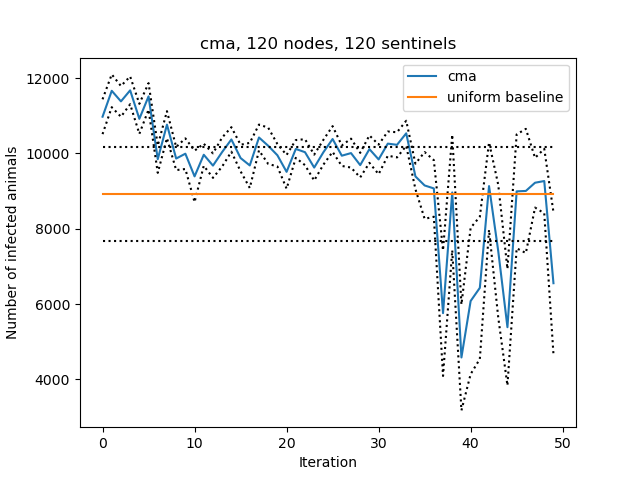 cma, 120 nodes, 120 sentinels
cma
uniform baseline
12000
10000
8000
6000
4000
Number of infected animals
0 10 20 30 40 50
Iteration